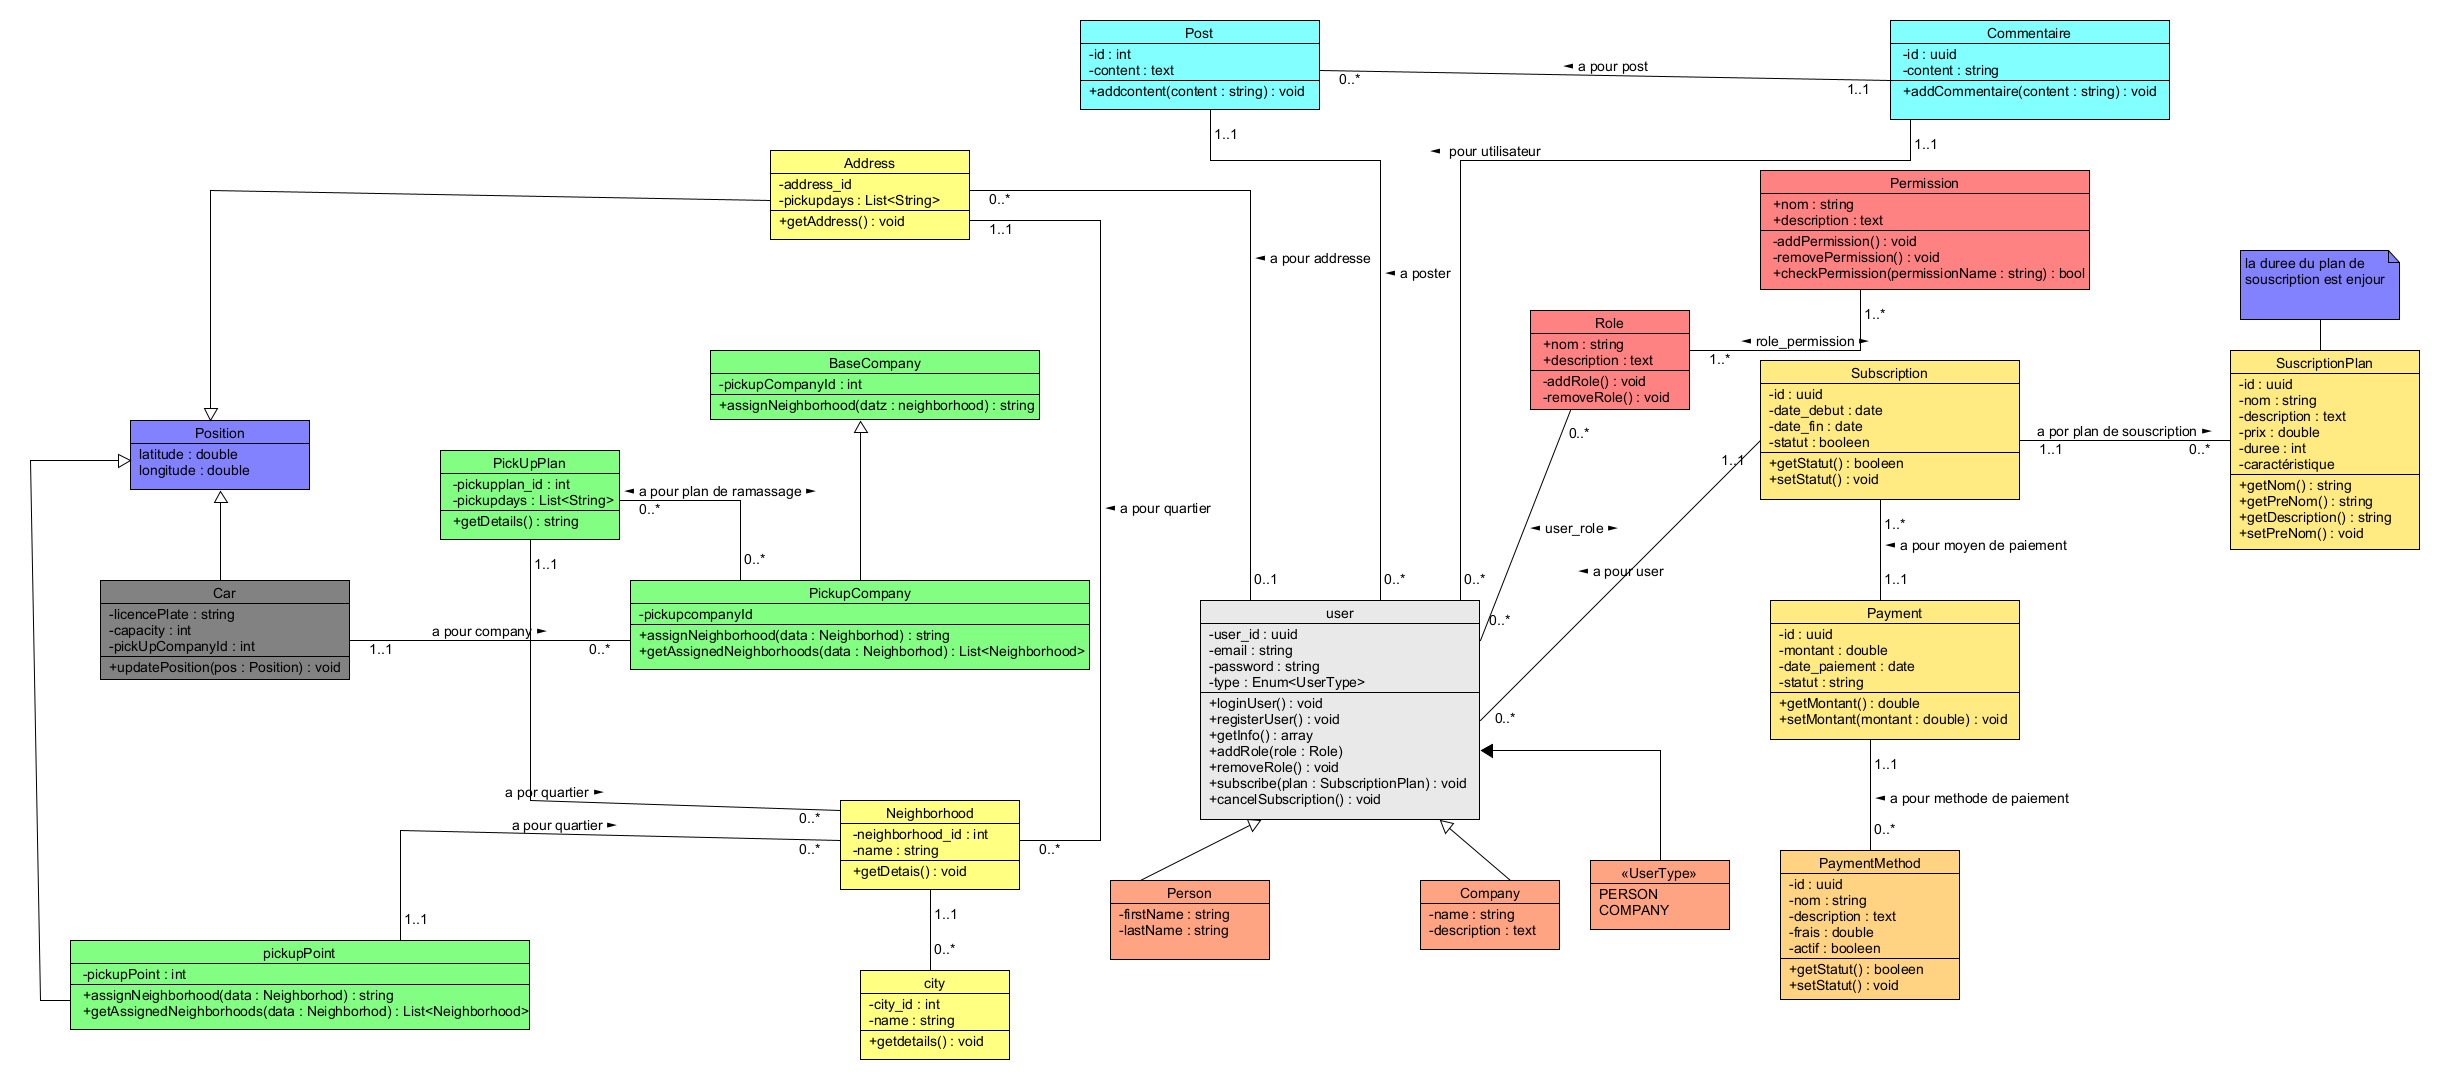 Post
-id : int
-content : text
+addcontent(content : string) : void
◄ a pour post
0..*
1..1
Commentaire
-id : uuid
-content : string
+addCommentaire(content : string) : void
1..1
1..1
◄ pour utilisateur
Address
-address_id
-pickupdays : List<String>
+getAddress() : void
0..*
1..1
◄ a pour addresse
◄ a poster
Permission
+nom : string
+description : text
-addPermission() : void
-removePermission() : void
+checkPermission(permissionName : string) : bool
1..*
la duree du plan de
souscription est enjour
Role
+nom : string
+description : text
-addRole() : void
-removeRole() : void
◄ role_permission ►
1..*
0..*
BaseCompany
-pickupCompanyId : int
+assignNeighborhood(datz : neighborhood) : string
Subscription
-id : uuid
-date_debut : date
-date_fin : date
-statut : booleen
+getStatut() : booleen
+setStatut() : void
1..1
a por plan de souscription ►
1..1
0..*
SuscriptionPlan
-id : uuid
-nom : string
-description : text
-prix : double
-duree : int
-caractéristique
+getNom() : string
+getPreNom() : string
+getDescription() : string
+setPreNom() : void
Position
latitude : double
longitude : double
PickUpPlan
-pickupplan_id : int
-pickupdays : List<String>
+getDetails() : string
◄ a pour plan de ramassage ►
0..*
0..*
1..1
◄ a pour quartier
◄ user_role ►
◄ a pour user
1..*
◄ a pour moyen de paiement
1..1
Car
-licencePlate : string
-capacity : int
-pickUpCompanyId : int
+updatePosition(pos : Position) : void
a pour company ►
1..1
0..*
PickupCompany
-pickupcompanyId
+assignNeighborhood(data : Neighborhod) : string
+getAssignedNeighborhoods(data : Neighborhod) : List<Neighborhood>
0..1
0..*
0..*
0..*
0..*
user
-user_id : uuid
-email : string
-password : string
-type : Enum<UserType>
+loginUser() : void
+registerUser() : void
+getInfo() : array
+addRole(role : Role)
+removeRole() : void
+subscribe(plan : SubscriptionPlan) : void
+cancelSubscription() : void
Payment
-id : uuid
-montant : double
-date_paiement : date
-statut : string
+getMontant() : double
+setMontant(montant : double) : void
1..1
◄ a pour methode de paiement
0..*
a por quartier ►
0..*
a pour quartier ►
0..*
Neighborhood
-neighborhood_id : int
-name : string
+getDetais() : void
0..*
1..1
0..*
1..1
Person
-firstName : string
-lastName : string
Company
-name : string
-description : text
«UserType»
PERSON
COMPANY
PaymentMethod
-id : uuid
-nom : string
-description : text
-frais : double
-actif : booleen
+getStatut() : booleen
+setStatut() : void
pickupPoint
-pickupPoint : int
+assignNeighborhood(data : Neighborhod) : string
+getAssignedNeighborhoods(data : Neighborhod) : List<Neighborhood>
city
-city_id : int
-name : string
+getdetails() : void